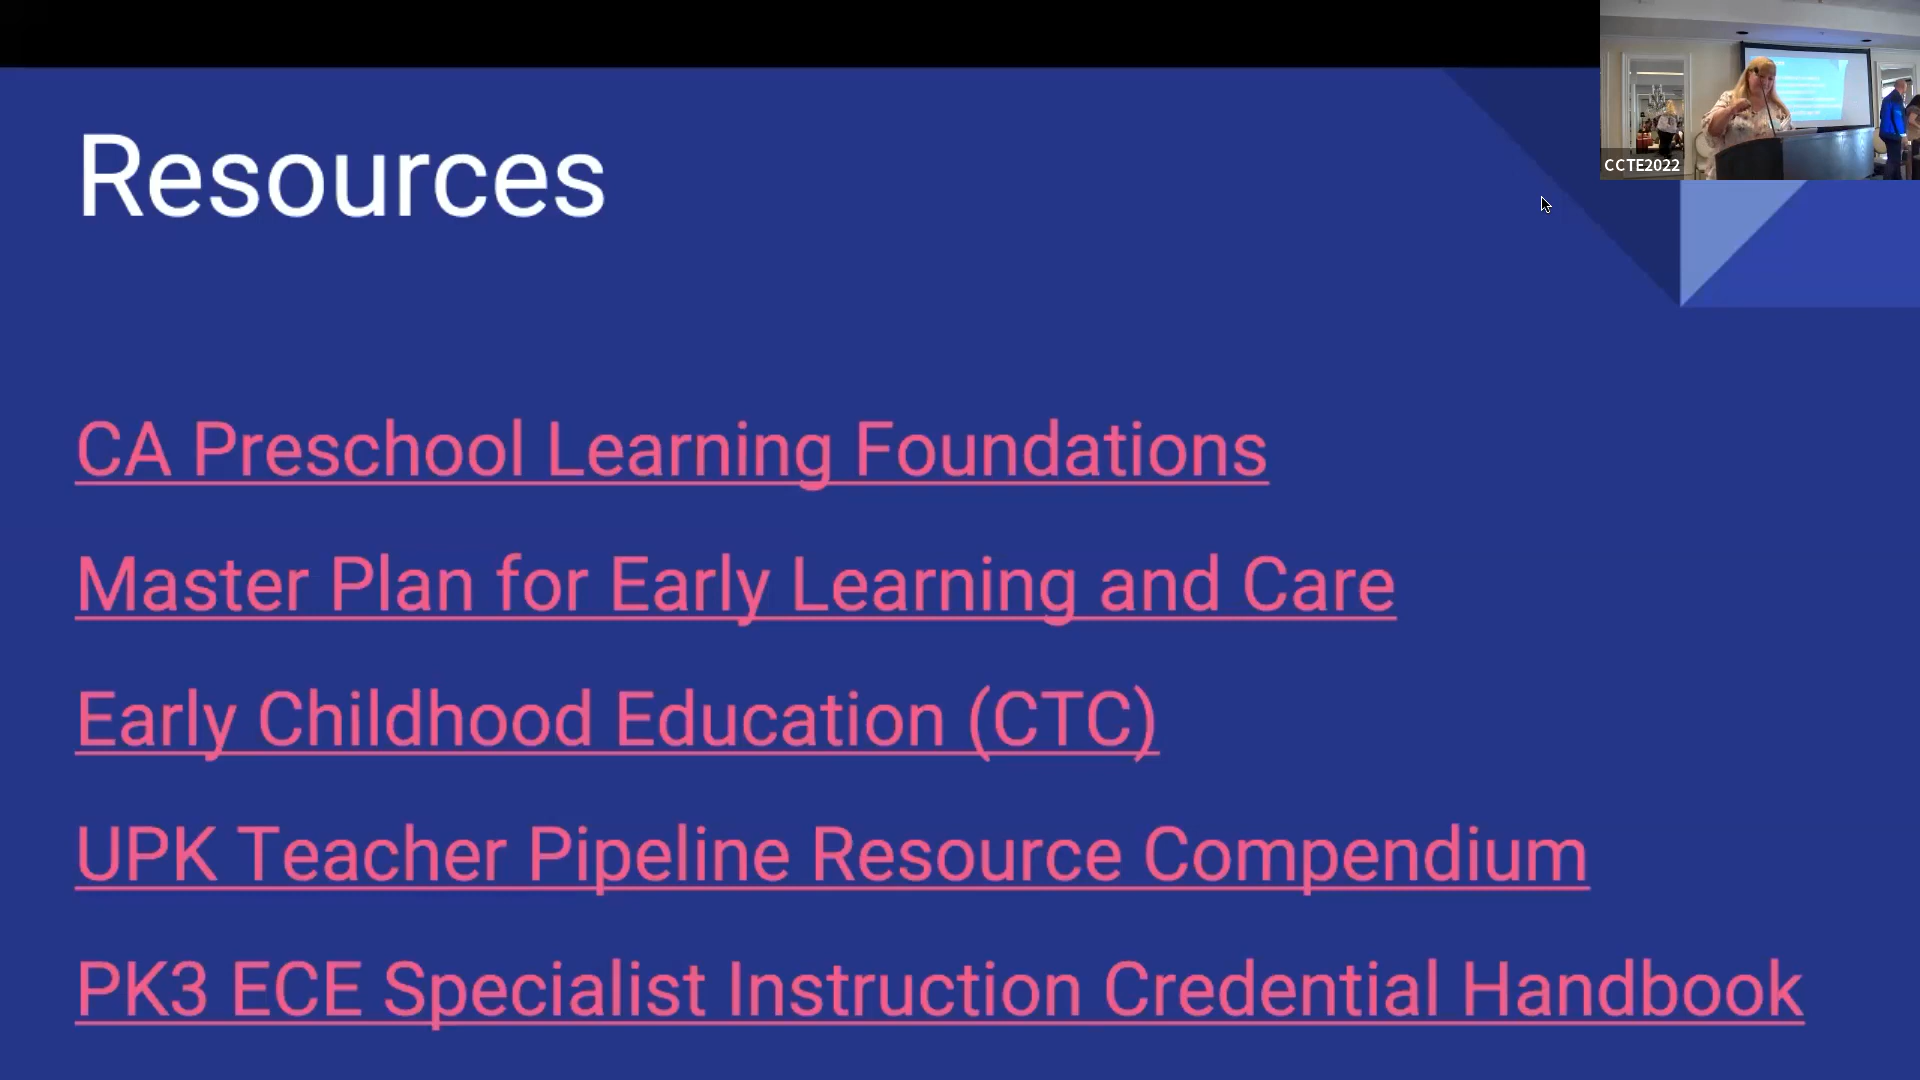 Resources
CCTE2022
CA Preschool Learning Foundations
Master Plan for Early Learning and Care
Early Childhood Education (CTC)
UPK Teacher Pipeline Resource Compendium
PK3 ECE Specialist Instruction Credential Handbook